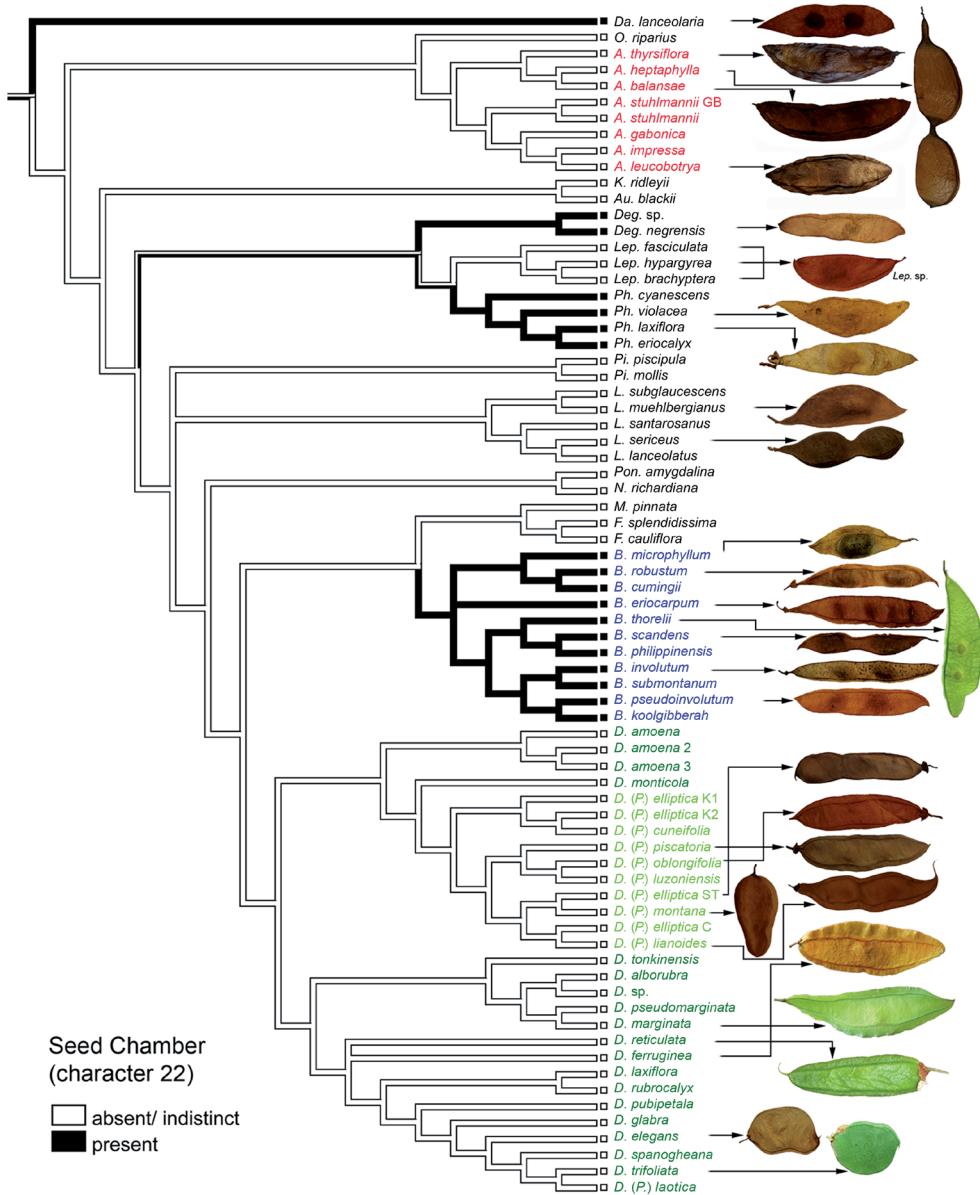 Da. lanceolaria
O. riparius
A. thyrsiflora
A. heptaphylla
A. balansae
A. stuhlmannii GB
A. stuhlmannii
A. gabonica
A. impressa
A. leucobotrya
K. ridleyii
Au. blackii
Deg. sp.
Deg. negrensis
Lep. fasciculata
Lep. hypargyrea
Lep. sp.
Lep. brachyptera
Ph. cyanescens
Ph. violacea
Ph. laxiflora
Ph. eriocalyx
Pi. piscipula
Pi. mollis
L. subglaucescens
L. muehlbergianus
L. santarosanus
L. sericeus
L. lanceolatus
Pon. amygdalina
N. richardiana
M. pinnata
F. splendidissima
F. cauliflora
B. microphyllum
B. robustum
B. cumingii
B. eriocarpum
B. thorelii
B. scandens
B. philippinensis
B. involutum
B. submontanum
B. pseudoinvolutum
B. koolgibberah
D. amoena
D. amoena 2
D. amoena 3
D. monticola
D. (P.) elliptica K1
D. (P.) elliptica K2
D. (P.) cuneifolia
D. (P.) piscatoria
D. (P.) oblongifolia
D. (P.) luzoniensis
D. (P.) elliptica ST
D. (P.) montana
D. (P.) elliptica C
D. (P.) lianoides
D. tonkinensis
D. alborubra
D. sp.
D. pseudomarginata
D. marginata
D. reticulata
D. ferruginea
D. laxiflora
D. rubrocalyx
D. pubipetala
D. glabra
D. elegans
D. spanogheana
D. trifoliata
D. (P.) laotica
Seed Chamber
(character 22)
absent/ indistinct
present